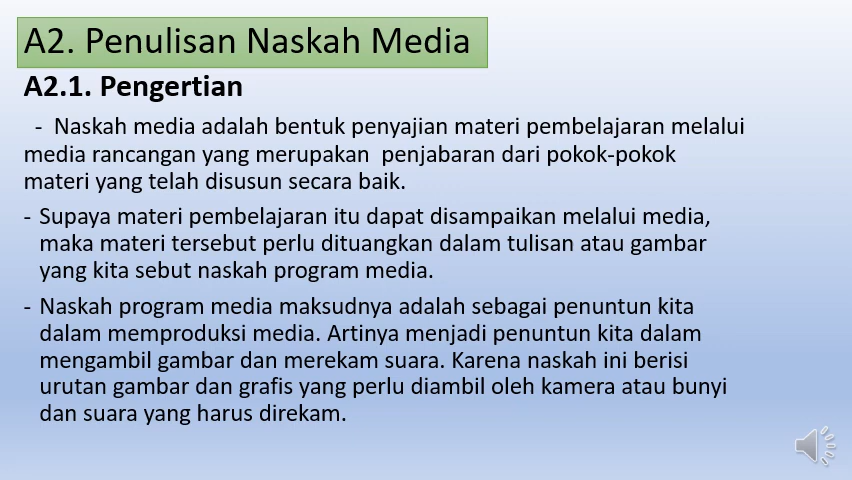 A2. Penulisan Naskah Media
A2.1. Pengertian
- Naskah media adalah bentuk penyajian materi pembelajaran melalui
media rancangan yang merupakan penjabaran dari pokok-pokok
materi yang telah disusun secara baik.
- Supaya materi pembelajaran itu dapat disampaikan melalui media,
maka materi tersebut perlu dituangkan dalam tulisan atau gambar
yang kita sebut naskah program media.
- Naskah program media maksudnya adalah sebagai penuntun kita
dalam memproduksi media. Artinya menjadi penuntun kita dalam
mengambil gambar dan merekam suara. Karena naskah ini berisi
urutan gambar dan grafis yang perlu diambil oleh kamera atau bunyi
dan suara yang harus direkam.